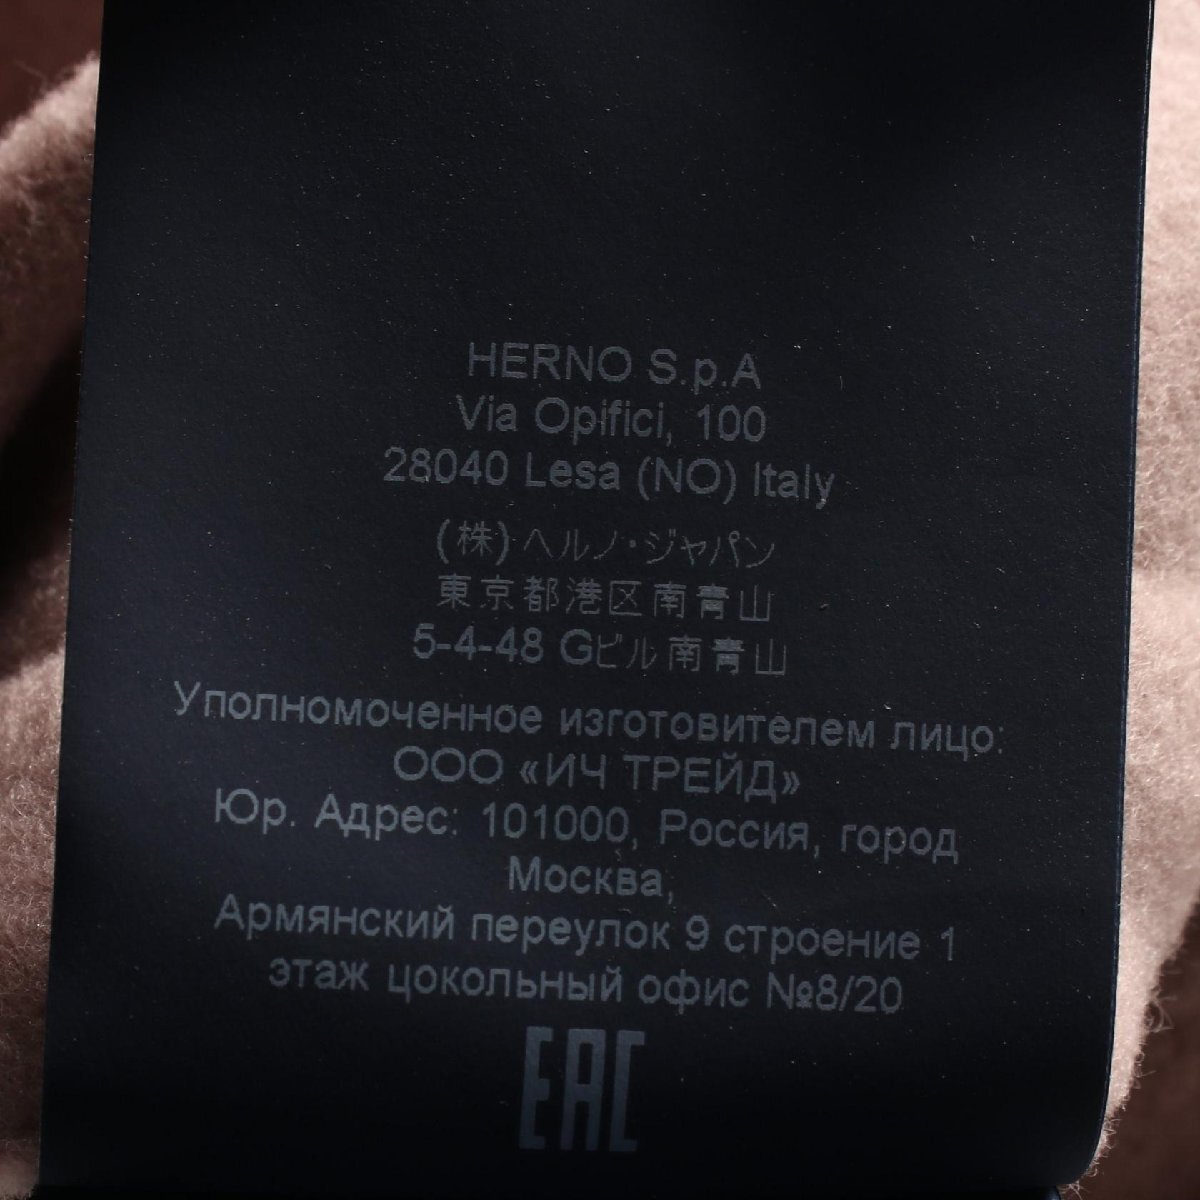 HERNO S.p.A
Via Opifici, 100
28040 Lesa (NO) Italy
(株)ヘルノ・ジャパン
東京都港区南青山
5-4-48 Gビル南青山
Уполномоченное изготовителем лицо:
ООО «ИЧ ТРЕЙД»
Юр. Адрес: 101000, Россия, город
Москва,
Армянский переулок 9 строение 1
этаж цокольный офис №8/20
EAC